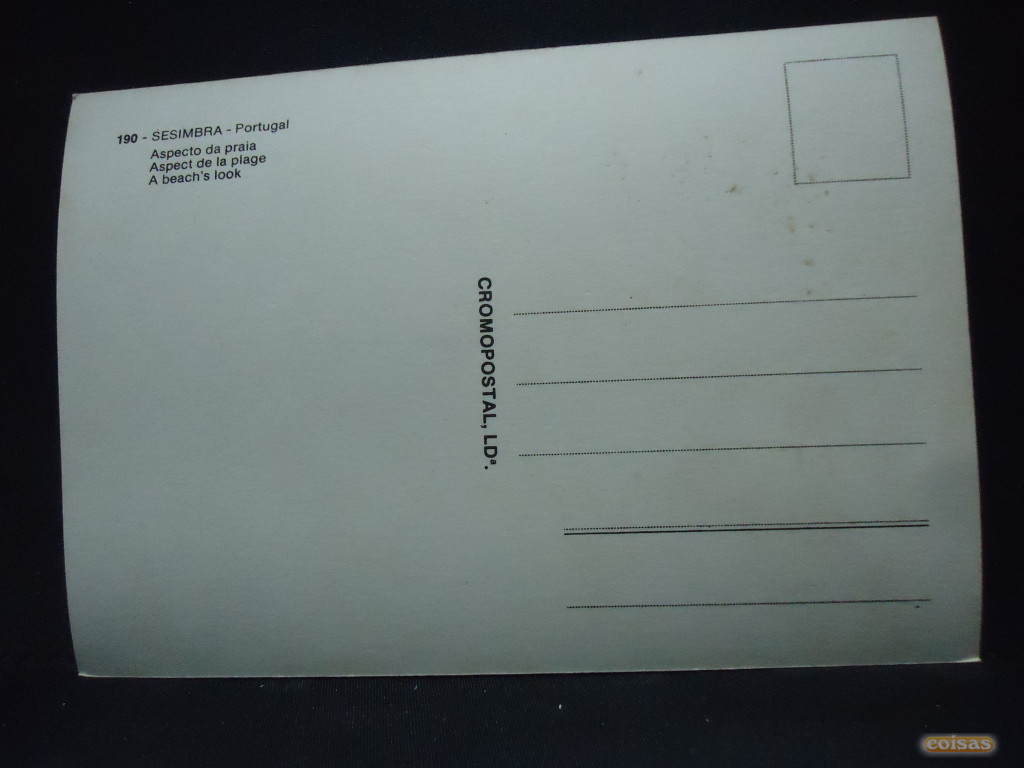 190 - SESIMBRA - Portugal
Aspecto da praia
Aspect de la plage
A beach's look
CROMOPOSTAL, LDª.
coisas